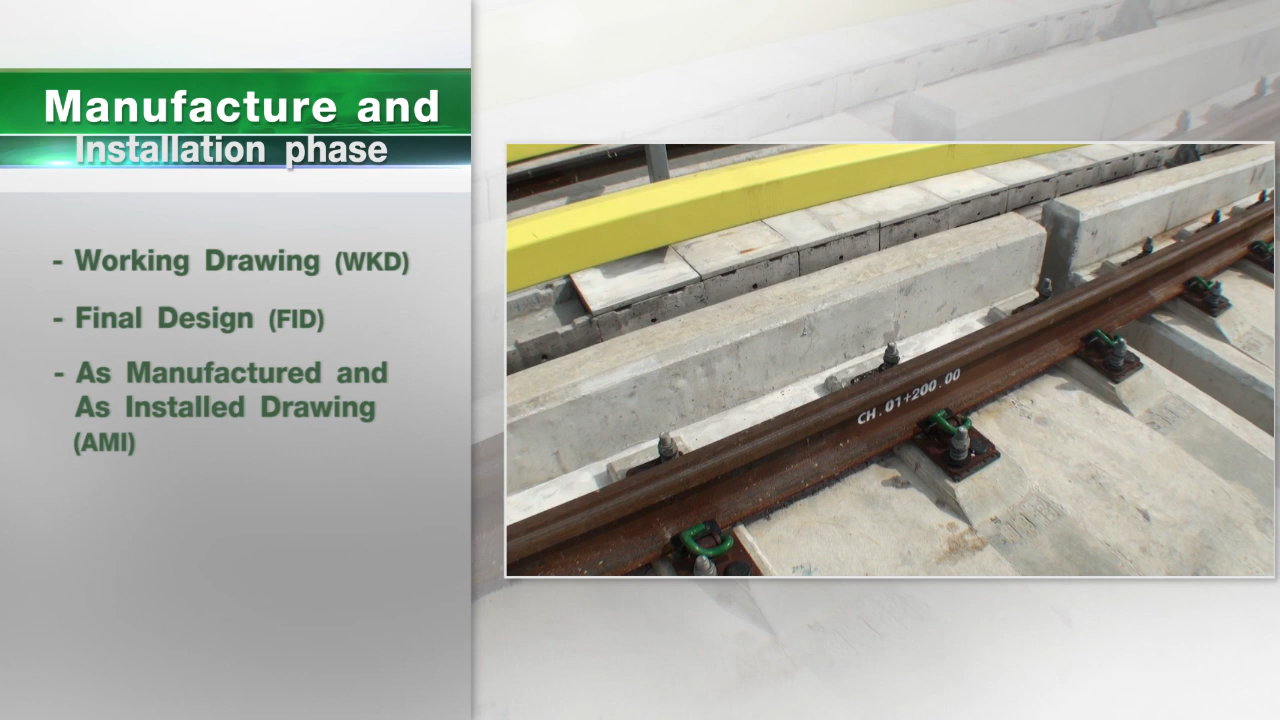 Manufacture and
Installation phase
- Working Drawing (WKD)
- Final Design (FID)
- As Manufactured and
As Installed Drawing
(AMI)
CH.01+200.00